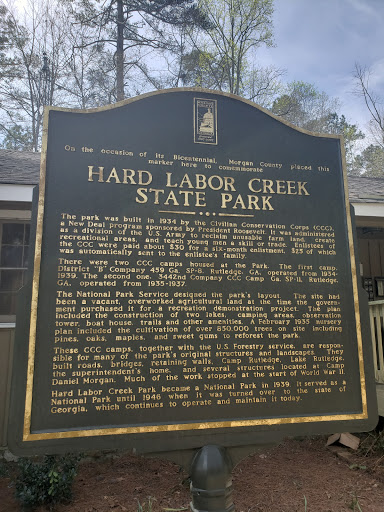 On the occasion of its Bicentennial, Morgan County placed this
marker here to commemorate
HARD LABOR CREEK
STATE PARK
The park was built in 1934 by the Civilian Conservation Corps (CCC),
a New Deal program sponsored by President Roosevelt. It was administered
as a division of the U.S. Army to reclaim unusable farm land, create
recreational areas, and teach young men a skill or trade. Enlistees of
the CCC were paid about $30 for a six-month enlistment, $25 of which
was automatically sent to the enlistee's family.
There were two CCC camps housed at the Park. The first camp,
District "B" Company 459 Ga. SP-8, Rutledge, GA, operated from 1934-
1939. The second one, 3442nd Company CCC Camp Ga. SP-11, Rutledge,
GA, operated from 1935-1937.
The National Park Service designed the park's layout. The site had
been a vacant, overworked agricultural land at the time the govern-
ment purchased it for a recreation demonstration project. The plan
included the construction of two lakes, camping areas, observation
tower, boat house, trails and other amenities. A January 1935 nursery
plan included the cultivation of over 850,000 trees on site including
pines, oaks, maples, and sweet gums to reforest the park.
These CCC camps, together with the U.S. Forestry service, are respon-
sible for many of the park's original structures and landscapes. They
built roads, bridges, retaining walls, Camp Rutledge, Lake Rutledge,
the superintendent's home, and several structures located at Camp
Daniel Morgan. Much of the work stopped at the start of World War II.
Hard Labor Creek Park became a National Park in 1939. It served as a
National Park until 1946 when it was turned over to the state of
Georgia, which continues to operate and maintain it today.